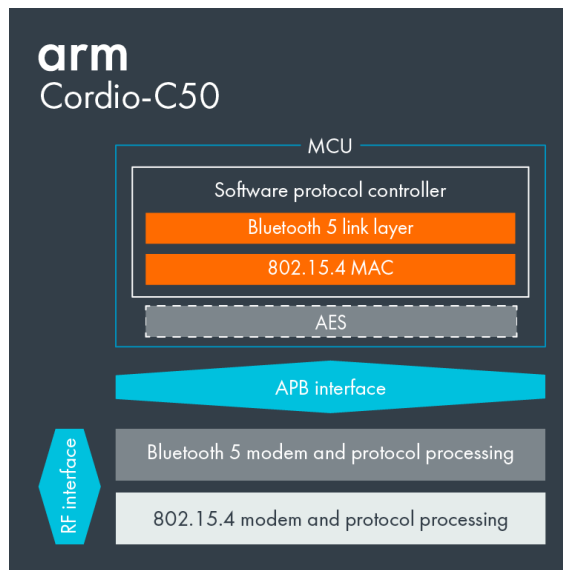 arm
Cordio-C50
MCU
Software protocol controller
Bluetooth 5 link layer
802.15.4 MAC
AES
APB interface
RF interface
Bluetooth 5 modem and protocol processing
802.15.4 modem and protocol processing